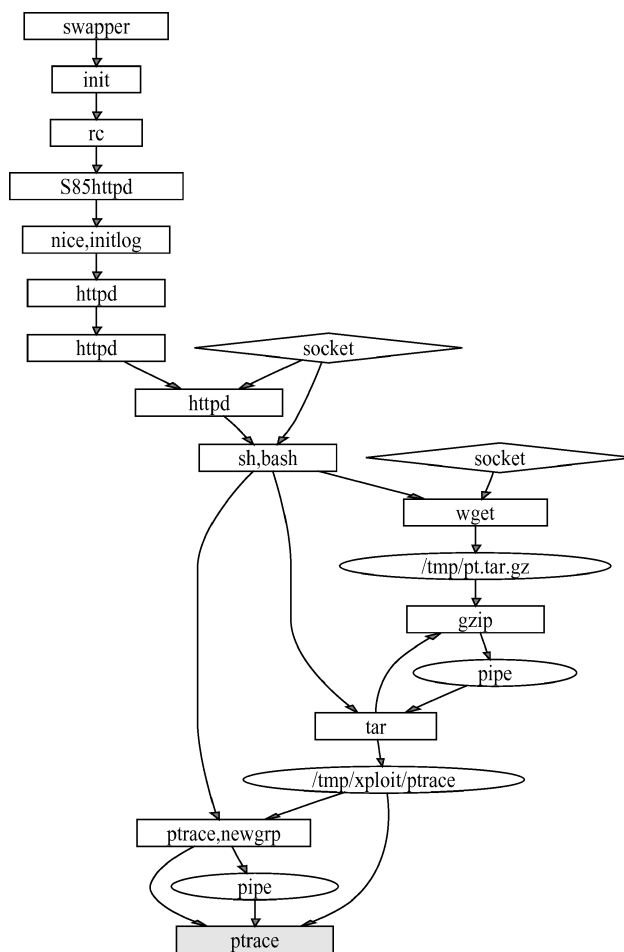 swapper
init
rc
S85httpd
nice,initlog
httpd
httpd
socket
httpd
sh,bash
socket
wget
/tmp/pt.tar.gz
gzip
pipe
tar
/tmp/xploit/ptrace
ptrace,newgrp
pipe
ptrace